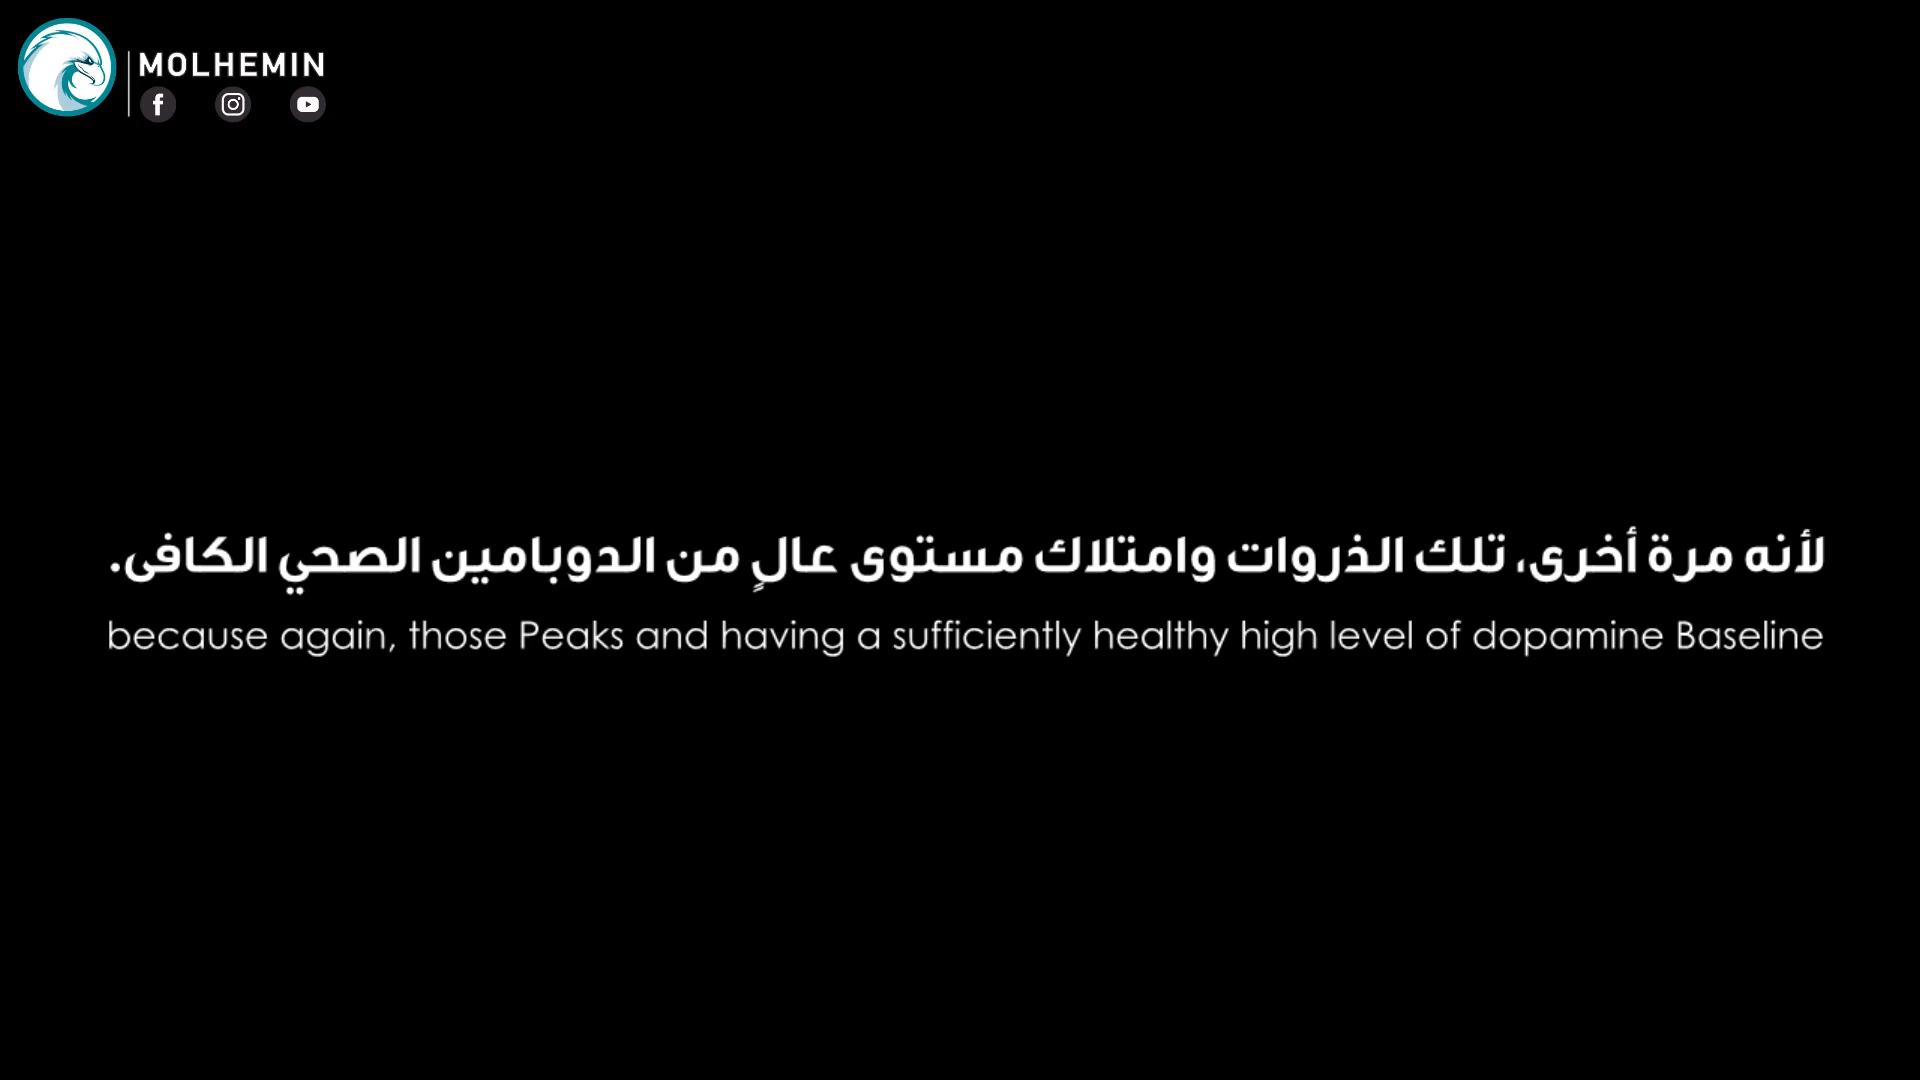 MOLHEMIN
لأنه مرة أخرى، تلك الذروات وامتلاك مستوى عالٍ من الدوبامين الصحي الكافى.
because again, those Peaks and having a sufficiently healthy high level of dopamine Baseline